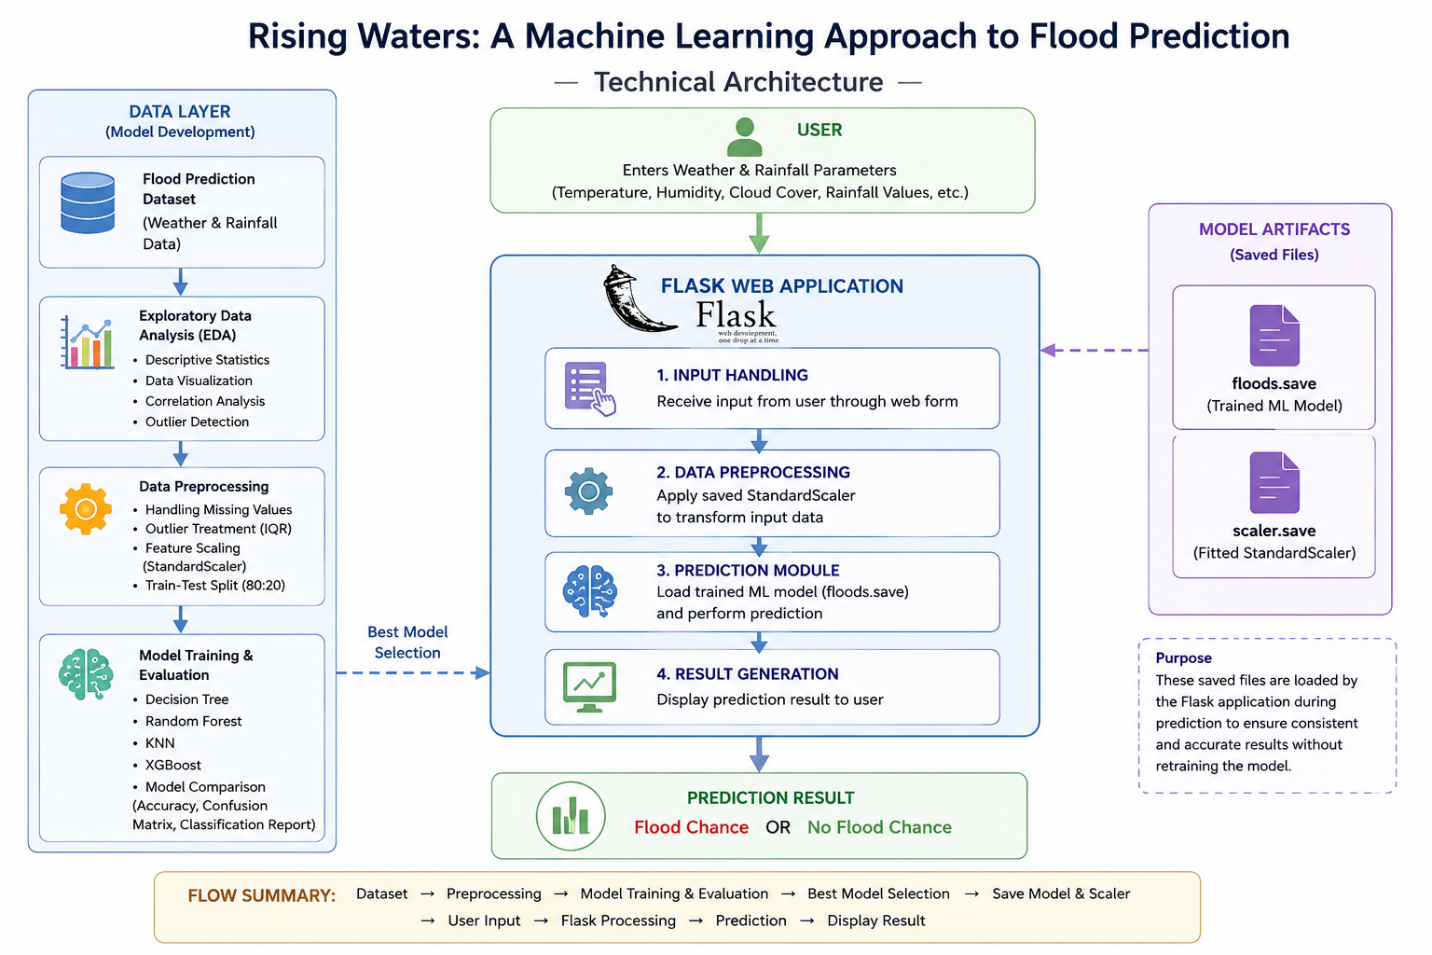 Rising Waters: A Machine Learning Approach to Flood Prediction
— Technical Architecture —
DATA LAYER
(Model Development)
Flood Prediction
Dataset
(Weather & Rainfall
Data)
Exploratory Data
Analysis (EDA)
• Descriptive Statistics
• Data Visualization
• Correlation Analysis
• Outlier Detection
Data Preprocessing
• Handling Missing Values
• Outlier Treatment (IQR)
• Feature Scaling
(StandardScaler)
• Train-Test Split (80:20)
Model Training &
Evaluation
• Decision Tree
• Random Forest
• KNN
• XGBoost
• Model Comparison
(Accuracy, Confusion
Matrix, Classification Report)
Best Model
Selection
USER
Enters Weather & Rainfall Parameters
(Temperature, Humidity, Cloud Cover, Rainfall Values, etc.)
FLASK WEB APPLICATION
Flask
web development,
one drop at a time
1. INPUT HANDLING
Receive input from user through web form
2. DATA PREPROCESSING
Apply saved StandardScaler
to transform input data
3. PREDICTION MODULE
Load trained ML model (floods.save)
and perform prediction
4. RESULT GENERATION
Display prediction result to user
PREDICTION RESULT
Flood Chance OR No Flood Chance
MODEL ARTIFACTS
(Saved Files)
floods.save
(Trained ML Model)
scaler.save
(Fitted StandardScaler)
Purpose
These saved files are loaded by
the Flask application during
prediction to ensure consistent
and accurate results without
retraining the model.
FLOW SUMMARY: Dataset → Preprocessing → Model Training & Evaluation → Best Model Selection → Save Model & Scaler
→ User Input → Flask Processing → Prediction → Display Result